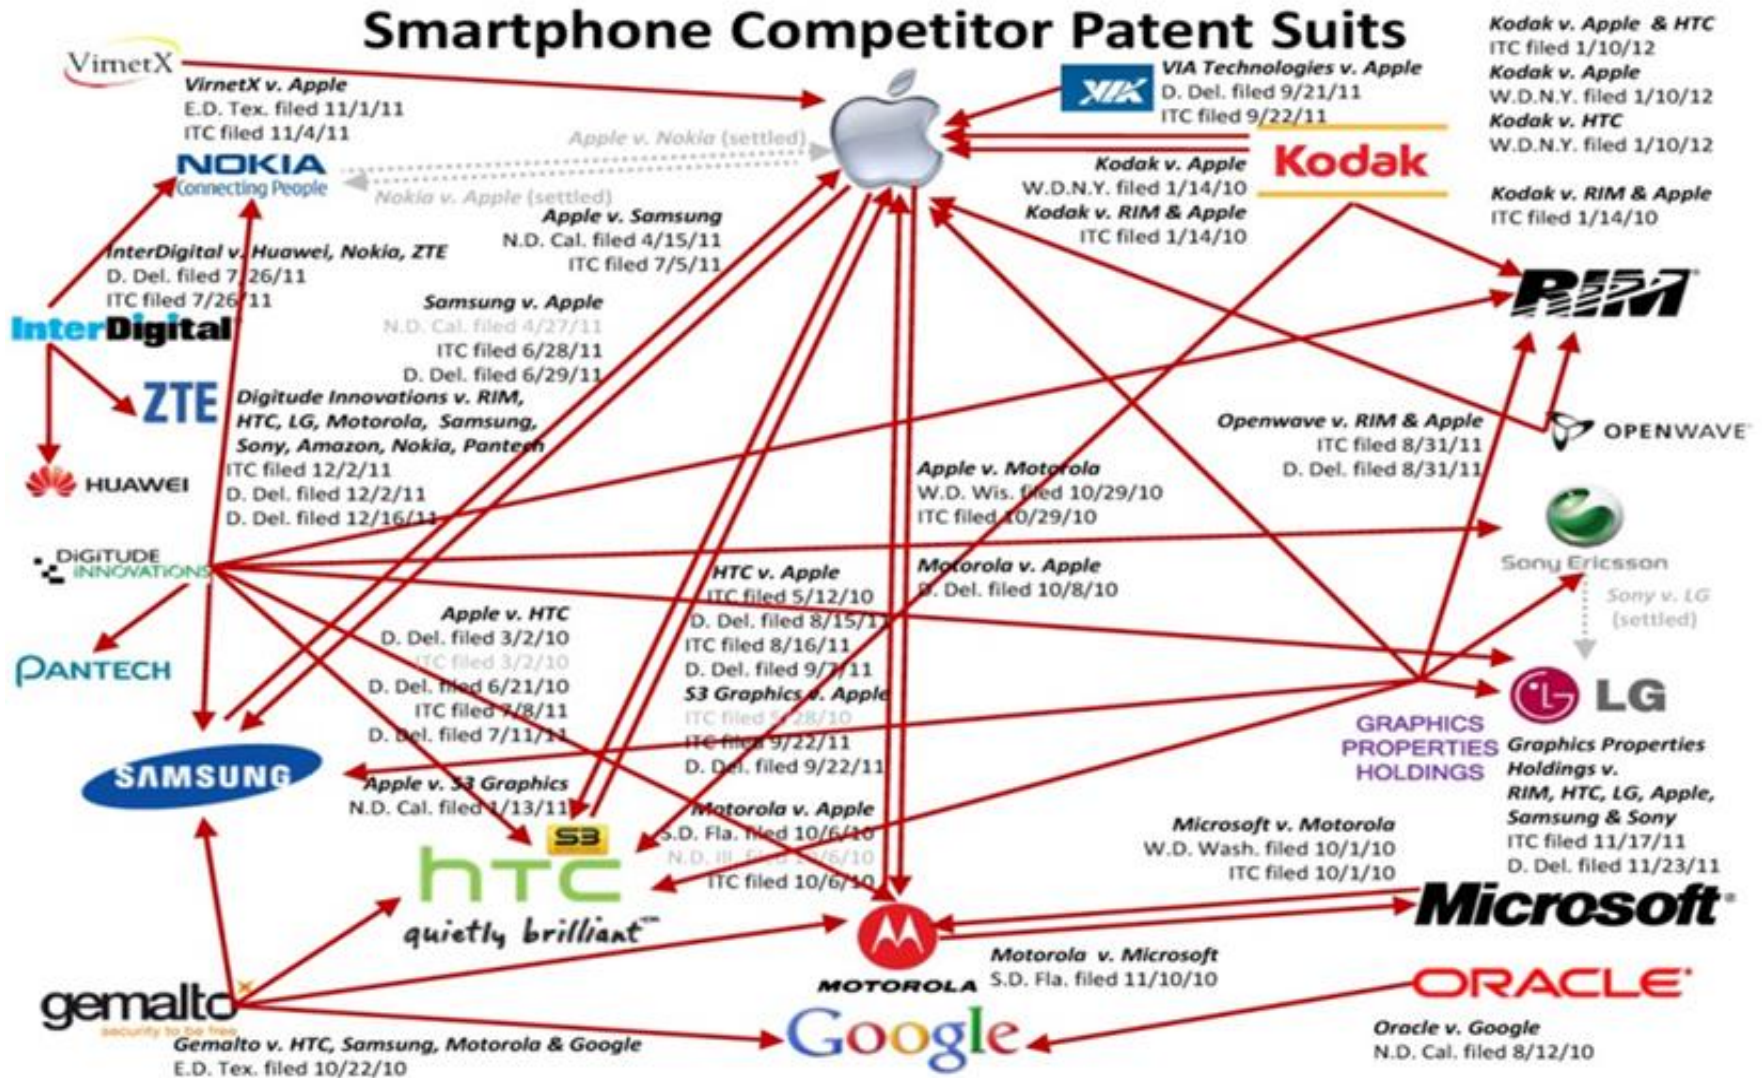 Smartphone Competitor Patent Suits
VirnetX
VirnetX v. Apple
E.D. Tex. filed 11/1/11
ITC filed 11/4/11
NOKIA
Connecting People
Apple v. Nokia (settled)
Nokia v. Apple (settled)
VIA
VIA Technologies v. Apple
D. Del. filed 9/21/11
ITC filed 9/22/11
Kodak
Kodak v. Apple & HTC
ITC filed 1/10/12
Kodak v. Apple
W.D.N.Y. filed 1/10/12
Kodak v. HTC
W.D.N.Y. filed 1/10/12
Kodak v. RIM & Apple
ITC filed 1/14/10
Kodak v. Apple
W.D.N.Y. filed 1/14/10
Kodak v. RIM & Apple
ITC filed 1/14/10
Apple v. Samsung
N.D. Cal. filed 4/15/11
ITC filed 7/5/11
InterDigital v. Huawei, Nokia, ZTE
D. Del. filed 7/26/11
ITC filed 7/26/11
InterDigital
RIM
Samsung v. Apple
N.D. Cal. filed 4/27/11
ITC filed 6/28/11
D. Del. filed 6/29/11
ZTE
HUAWEI
Digitude Innovations v. RIM,
HTC, LG, Motorola, Samsung,
Sony, Amazon, Nokia, Pantech
ITC filed 12/2/11
D. Del. filed 12/2/11
D. Del. filed 12/16/11
Openwave v. RIM & Apple
ITC filed 8/31/11
D. Del. filed 8/31/11
OPENWAVE
Apple v. Motorola
W.D. Wis. filed 10/29/10
ITC filed 10/29/10
Motorola v. Apple
D. Del. filed 10/8/10
Sony Ericsson
Sony v. LG
(settled)
DIGITUDE
INNOVATIONS
PANTECH
HTC v. Apple
ITC filed 5/12/10
D. Del. filed 8/15/11
ITC filed 8/16/11
D. Del. filed 9/7/11
S3 Graphics v. Apple
ITC filed 5/28/10
ITC filed 9/22/11
D. Del. filed 9/22/11
Apple v. HTC
D. Del. filed 3/2/10
ITC filed 3/2/10
D. Del. filed 6/21/10
ITC filed 7/8/11
D. Del. filed 7/11/11
Apple v. S3 Graphics
N.D. Cal. filed 1/13/11
SAMSUNG
S3
hTC
quietly brilliant
Motorola v. Apple
S.D. Fla. filed 10/6/10
N.D. Ill. filed 10/6/10
ITC filed 10/6/10
LG
LG
GRAPHICS
PROPERTIES
HOLDINGS
Graphics Properties
Holdings v.
RIM, HTC, LG, Apple,
Samsung & Sony
ITC filed 11/17/11
D. Del. filed 11/23/11
Microsoft v. Motorola
W.D. Wash. filed 10/1/10
ITC filed 10/1/10
Microsoft
MOTOROLA
Motorola v. Microsoft
S.D. Fla. filed 11/10/10
gemalto
security to be free
Gemalto v. HTC, Samsung, Motorola & Google
E.D. Tex. filed 10/22/10
Google
ORACLE
Oracle v. Google
N.D. Cal. filed 8/12/10